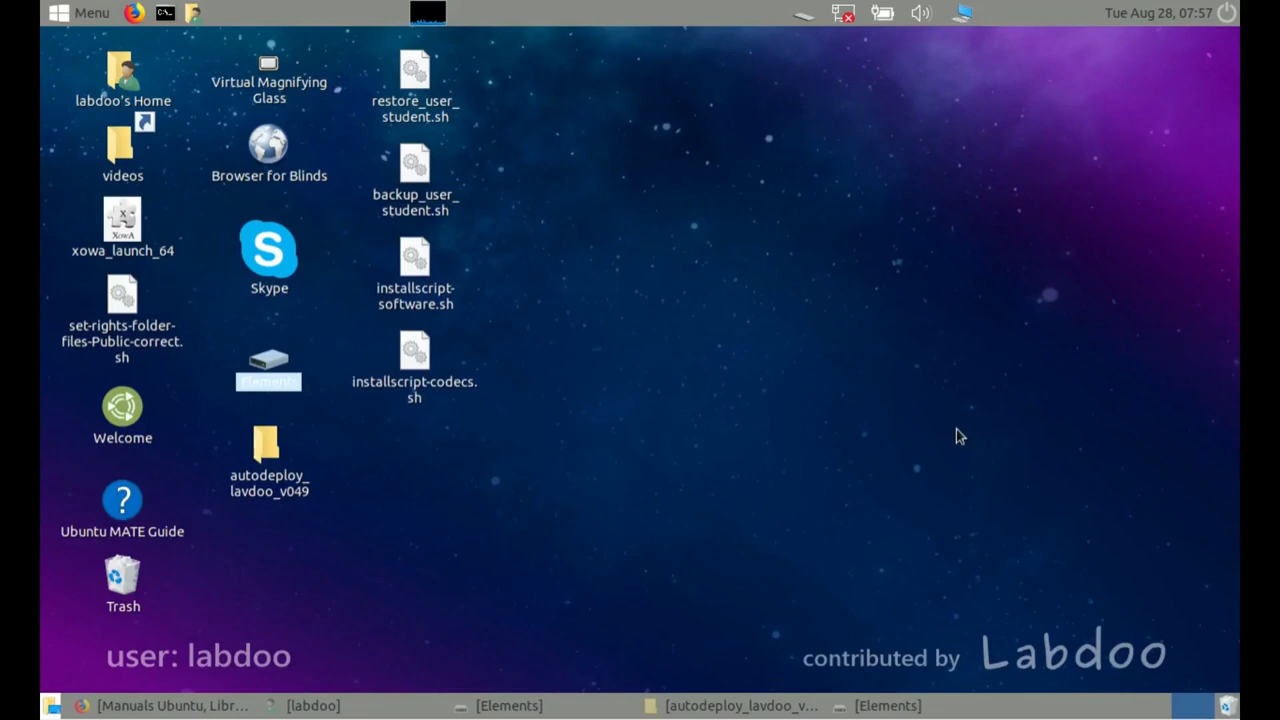 Menu
Tue Aug 28, 07:57
labdoo's Home
videos
xowa_launch_64
set-rights-folder-
files-Public-correct.
sh
Welcome
Ubuntu MATE Guide
Trash
Virtual Magnifying
Glass
Browser for Blinds
Skype
Elements
autodeploy_
lavdoo_v049
restore_user_
student.sh
backup_user_
student.sh
installscript-
software.sh
installscript-codecs.
sh
user: labdoo
contributed by Labdoo
[Manuals Ubuntu, Libr...
[labdoo]
[Elements]
[autodeploy_lavdoo_v...
[Elements]